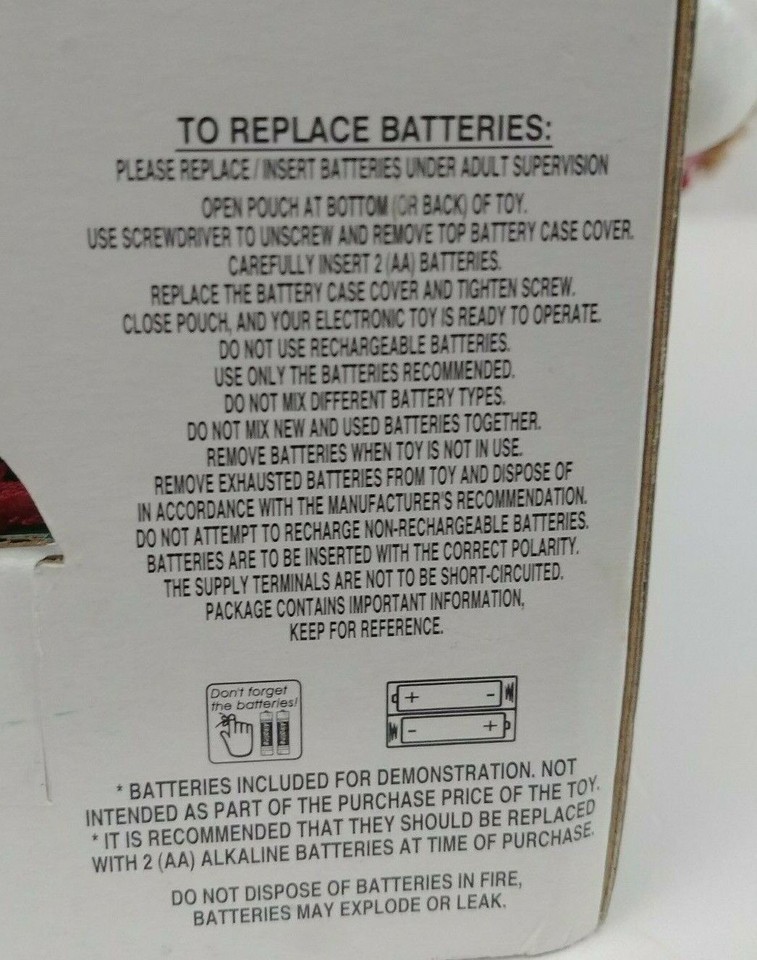 TO REPLACE BATTERIES:
PLEASE REPLACE / INSERT BATTERIES UNDER ADULT SUPERVISION
OPEN POUCH AT BOTTOM (OR BACK) OF TOY.
USE SCREWDRIVER TO UNSCREW AND REMOVE TOP BATTERY CASE COVER.
CAREFULLY INSERT 2 (AA) BATTERIES.
REPLACE THE BATTERY CASE COVER AND TIGHTEN SCREW.
CLOSE POUCH, AND YOUR ELECTRONIC TOY IS READY TO OPERATE.
DO NOT USE RECHARGEABLE BATTERIES.
USE ONLY THE BATTERIES RECOMMENDED.
DO NOT MIX DIFFERENT BATTERY TYPES.
DO NOT MIX NEW AND USED BATTERIES TOGETHER.
REMOVE BATTERIES WHEN TOY IS NOT IN USE.
REMOVE EXHAUSTED BATTERIES FROM TOY AND DISPOSE OF
IN ACCORDANCE WITH THE MANUFACTURER'S RECOMMENDATION.
DO NOT ATTEMPT TO RECHARGE NON-RECHARGEABLE BATTERIES.
BATTERIES ARE TO BE INSERTED WITH THE CORRECT POLARITY.
THE SUPPLY TERMINALS ARE NOT TO BE SHORT-CIRCUITED.
PACKAGE CONTAINS IMPORTANT INFORMATION,
KEEP FOR REFERENCE.
Don't forget
the batteries!
+ -
- +
* BATTERIES INCLUDED FOR DEMONSTRATION. NOT
INTENDED AS PART OF THE PURCHASE PRICE OF THE TOY.
* IT IS RECOMMENDED THAT THEY SHOULD BE REPLACED
WITH 2 (AA) ALKALINE BATTERIES AT TIME OF PURCHASE.
DO NOT DISPOSE OF BATTERIES IN FIRE,
BATTERIES MAY EXPLODE OR LEAK.